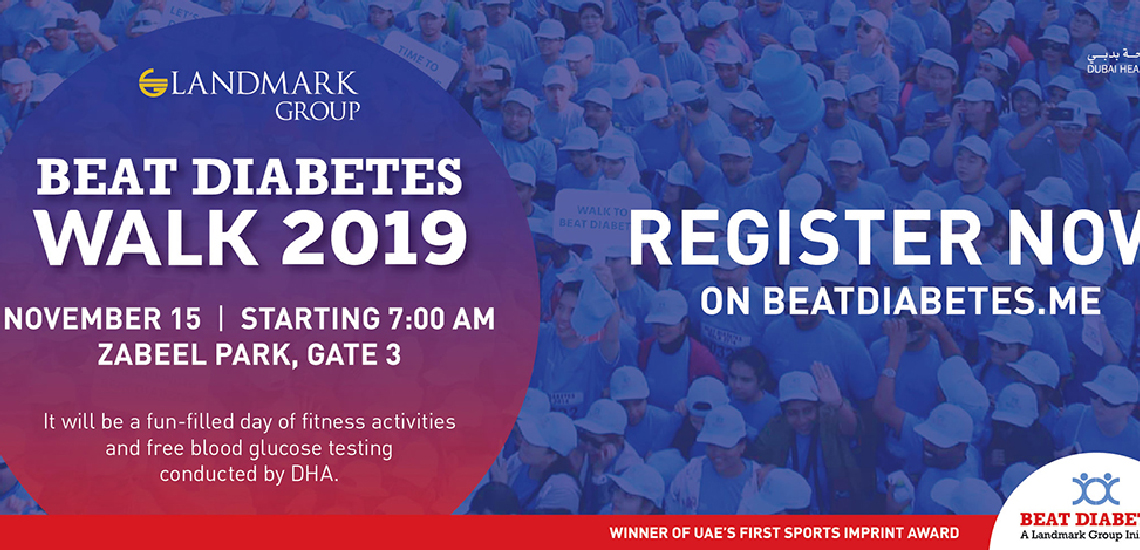 LET'S
TIME TO
LANDMARK
GROUP
BEAT DIABETES
WALK 2019
NOVEMBER 15 | STARTING 7:00 AM
ZABEEL PARK, GATE 3
It will be a fun-filled day of fitness activities
and free blood glucose testing
conducted by DHA.
WALK TO
BEAT DIABET
REGISTER NOW
ON BEATDIABETES.ME
حة بدبي
DUBAI HEA
WINNER OF UAE'S FIRST SPORTS IMPRINT AWARD
BEAT DIABET
A Landmark Group Ini